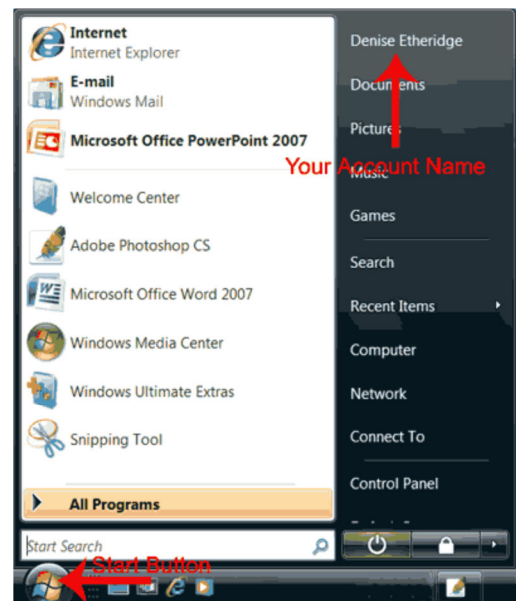 Internet
Internet Explorer
E-mail
Windows Mail
Microsoft Office PowerPoint 2007
Welcome Center
Adobe Photoshop CS
Microsoft Office Word 2007
Windows Media Center
Windows Ultimate Extras
Snipping Tool
All Programs
Start Search
Start Button
Denise Etheridge
Documents
Pictures
Your Account Name
Music
Games
Search
Recent Items
Computer
Network
Connect To
Control Panel